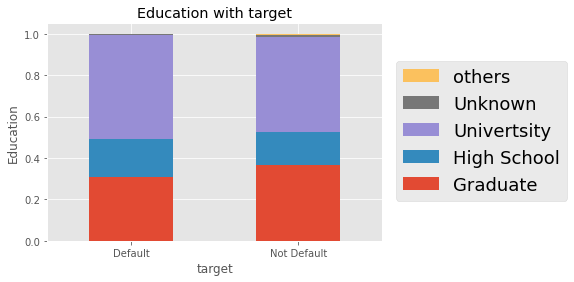 Education with target
1.0
0.8
0.6
0.4
0.2
0.0
Education
Default
Not Default
target
others
Unknown
Univertsity
High School
Graduate